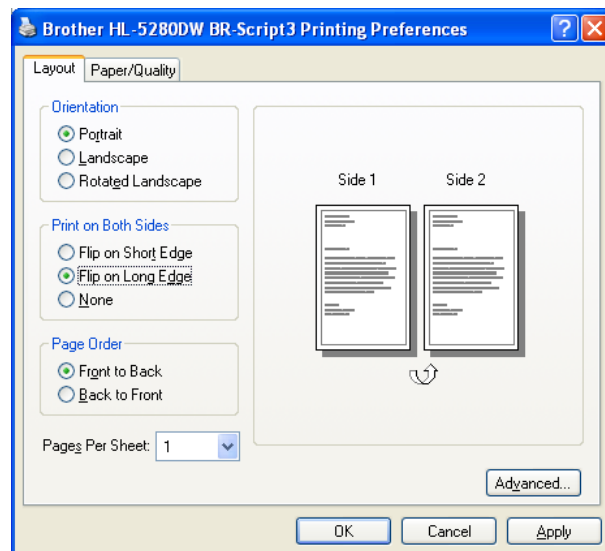 Brother HL-5280DW BR-Script3 Printing Preferences
Layout Paper/Quality
Orientation
Portrait
Landscape
Rotated Landscape
Print on Both Sides
Flip on Short Edge
Flip on Long Edge
None
Page Order
Front to Back
Back to Front
Pages Per Sheet: 1
Side 1 Side 2
Advanced...
OK Cancel Apply